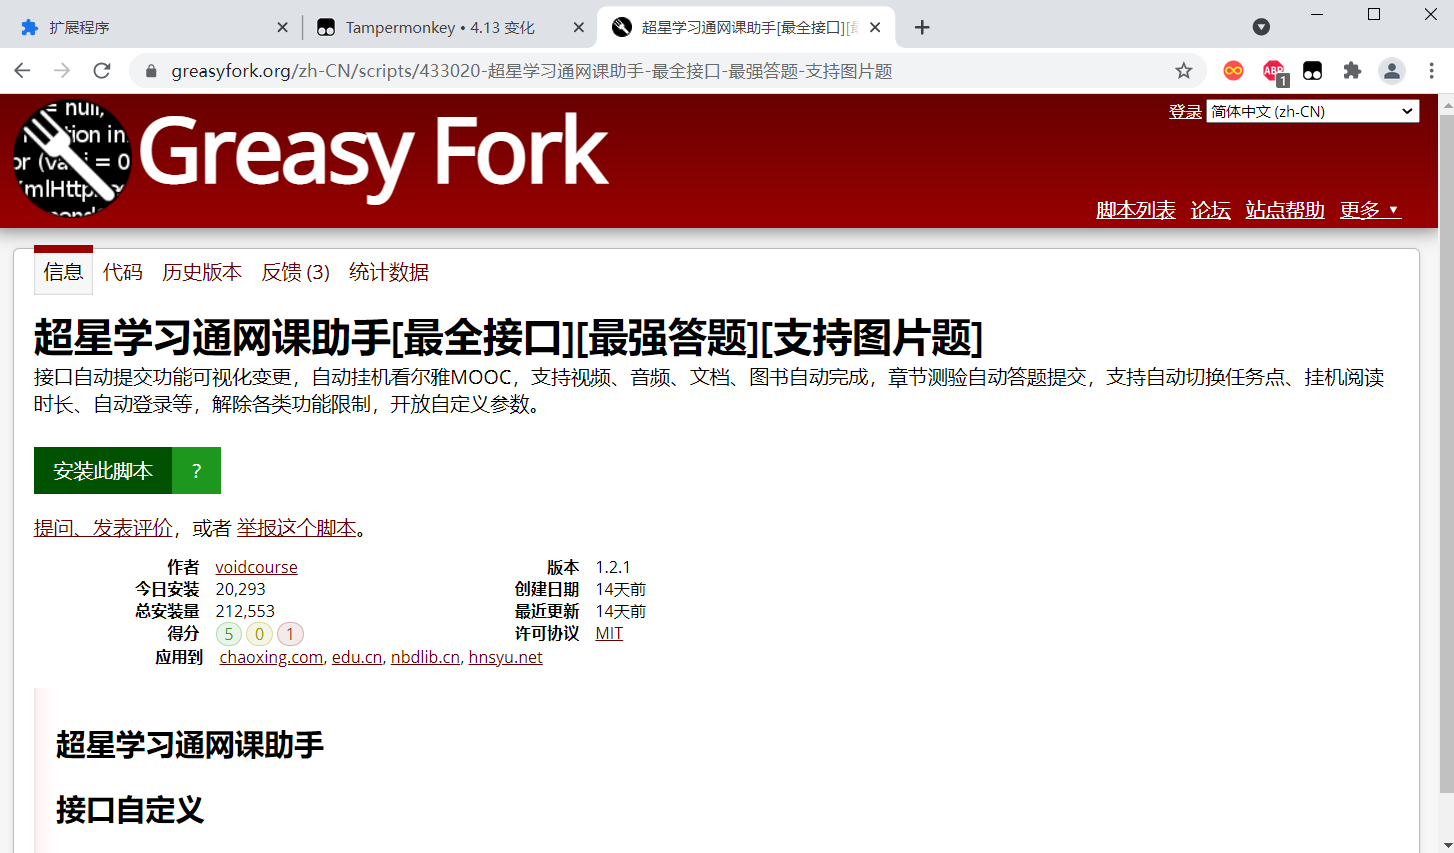 扩展程序
Tampermonkey • 4.13 变化
超星学习通网课助手[最全接口][最
greasyfork.org/zh-CN/scripts/433020-超星学习通网课助手-最全接口-最强答题-支持图片题
ABP
1
登录
简体中文 (zh-CN)
= null,
tion in
or (va i = 0
XmlHttp
Greasy Fork
脚本列表 论坛 站点帮助 更多 ▼
信息 代码 历史版本 反馈 (3) 统计数据
超星学习通网课助手[最全接口][最强答题][支持图片题]
接口自动提交功能可视化变更，自动挂机看尔雅MOOC，支持视频、音频、文档、图书自动完成，章节测验自动答题提交，支持自动切换任务点、挂机阅读
时长、自动登录等，解除各类功能限制，开放自定义参数。
安装此脚本 ?
提问、发表评价，或者 举报这个脚本。
作者 voidcourse 版本 1.2.1
今日安装 20,293 创建日期 14天前
总安装量 212,553 最近更新 14天前
得分 5 0 1 许可协议 MIT
应用到 chaoxing.com, edu.cn, nbdlib.cn, hnsyu.net
超星学习通网课助手
接口自定义